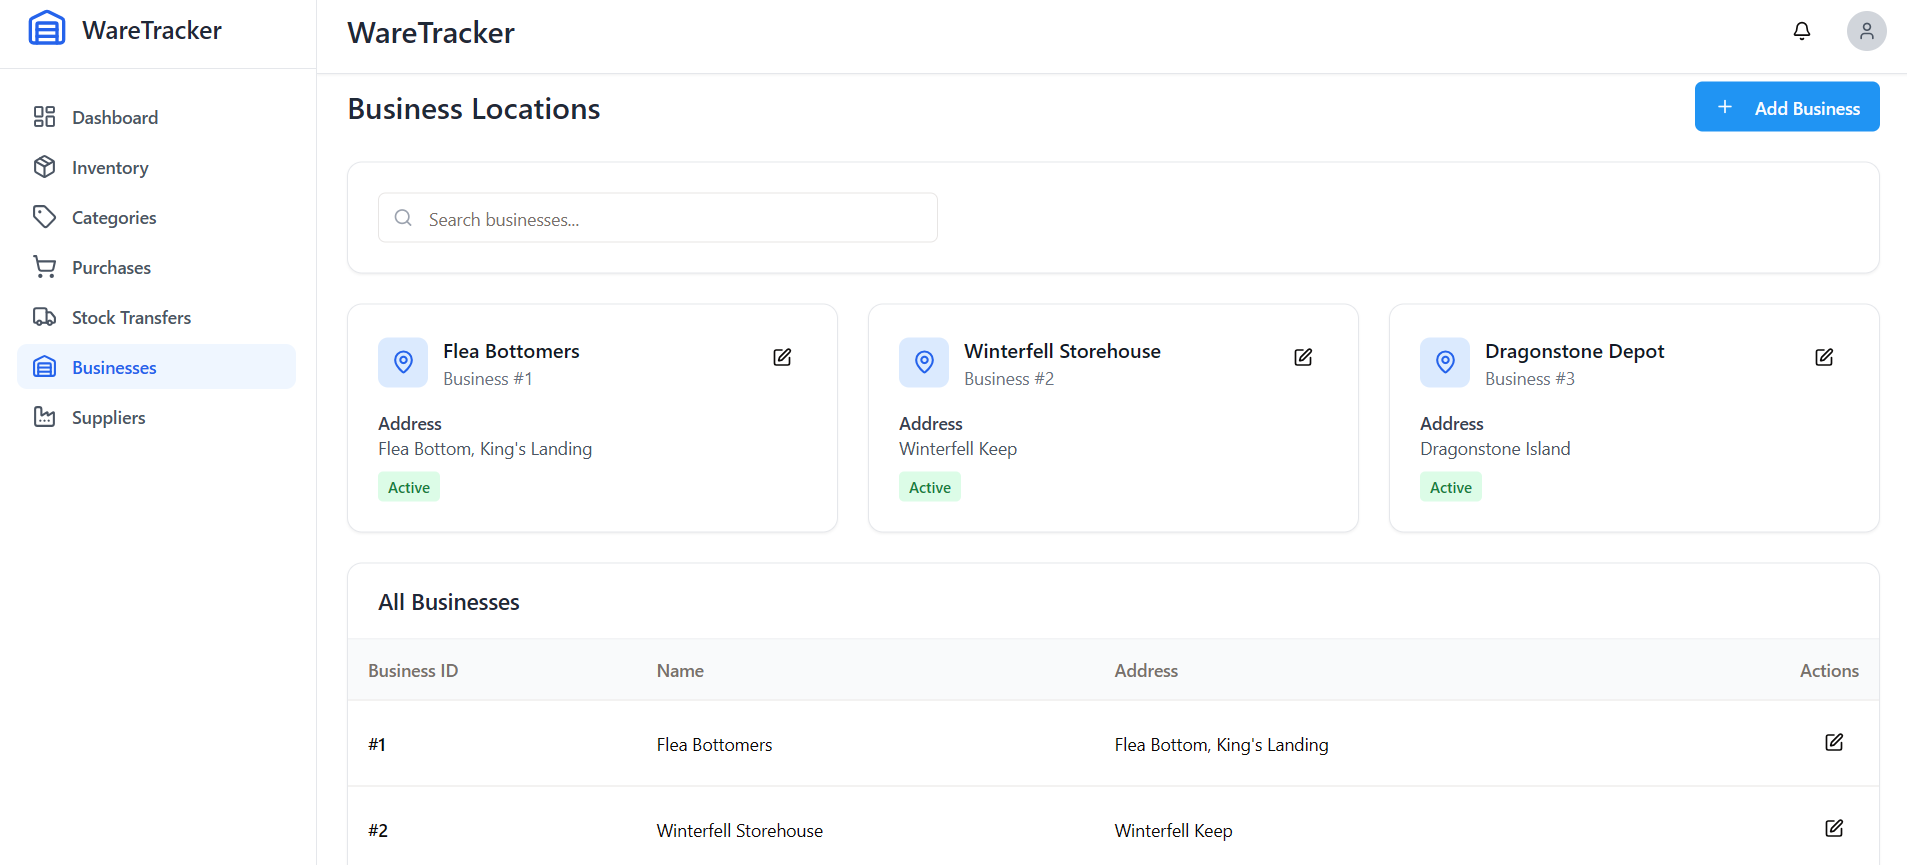 WareTracker
WareTracker
Dashboard
Inventory
Categories
Purchases
Stock Transfers
Businesses
Suppliers
Business Locations
+ Add Business
Search businesses...
Flea Bottomers
Business #1
Address
Flea Bottom, King's Landing
Active
Winterfell Storehouse
Business #2
Address
Winterfell Keep
Active
Dragonstone Depot
Business #3
Address
Dragonstone Island
Active
All Businesses
Business ID Name Address Actions
#1 Flea Bottomers Flea Bottom, King's Landing
#2 Winterfell Storehouse Winterfell Keep